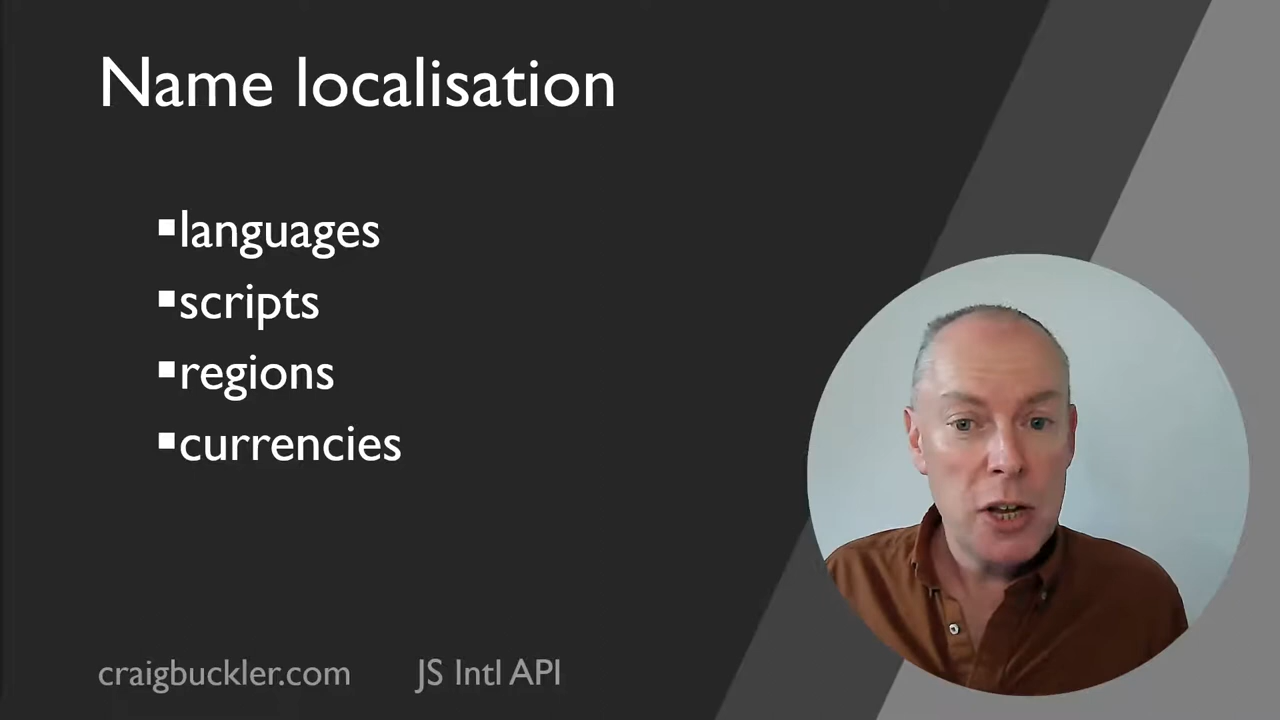 Name localisation
▪languages
▪scripts
▪regions
▪currencies
craigbuckler.com JS Intl API